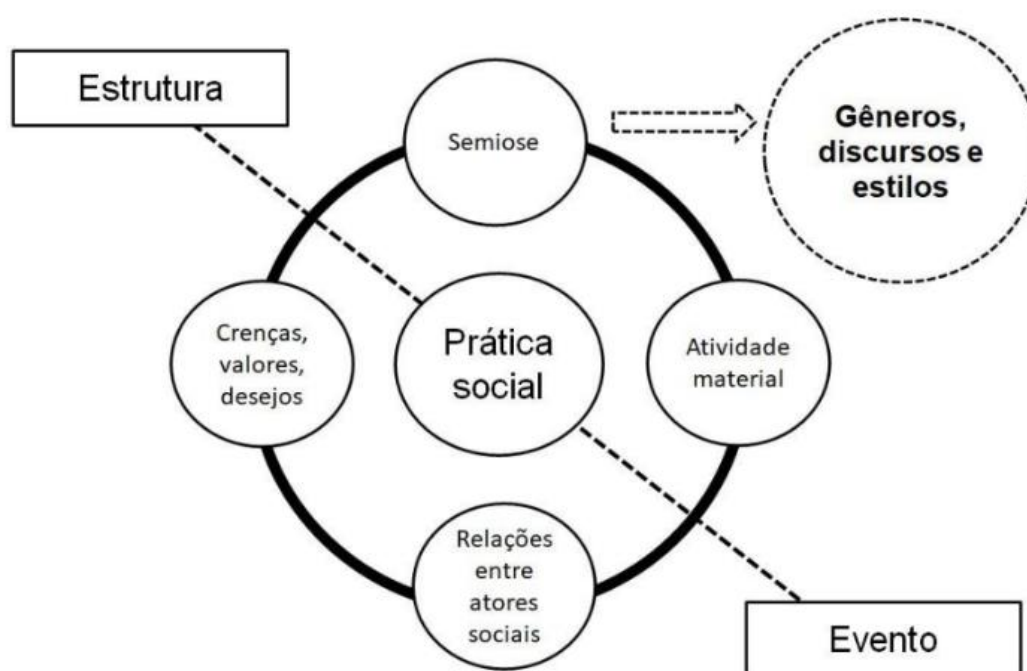 Estrutura
Semiose
Gêneros,
discursos e
estilos
Crenças,
valores,
desejos
Prática
social
Atividade
material
Relações
entre
atores
sociais
Evento